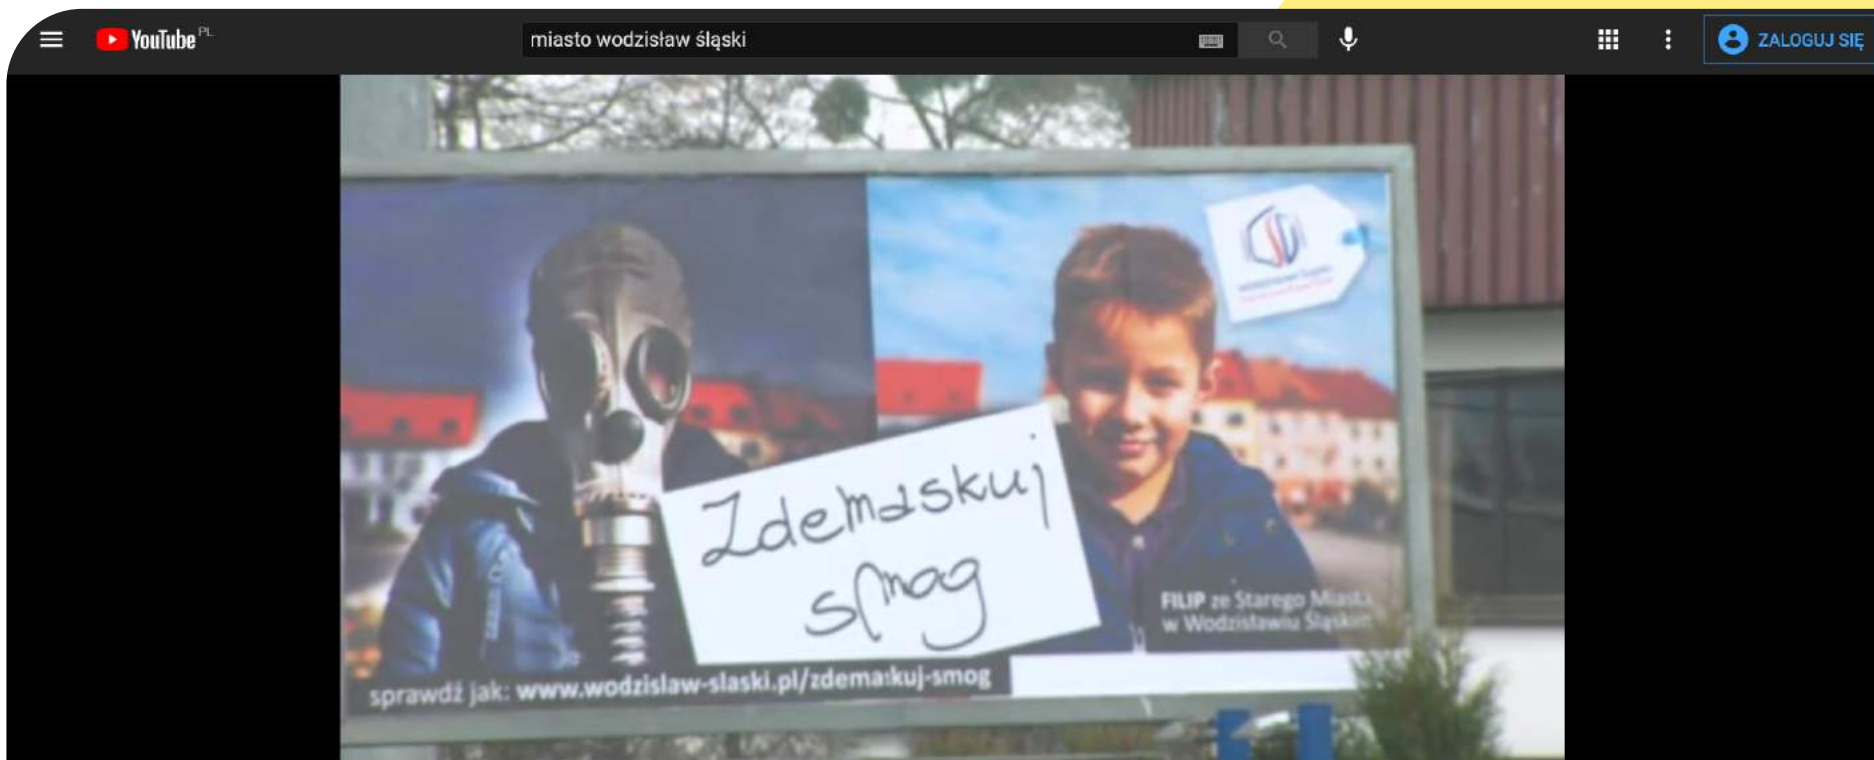 YouTube PL
miasto wodzisław śląski
ZALOGUJ SIĘ
Zdemaskuj
smog
FILIP ze Starego Miasta
w Wodzisławiu Śląskim
sprawdź jak: www.wodzislaw-slaski.pl/zdemaskuj-smog